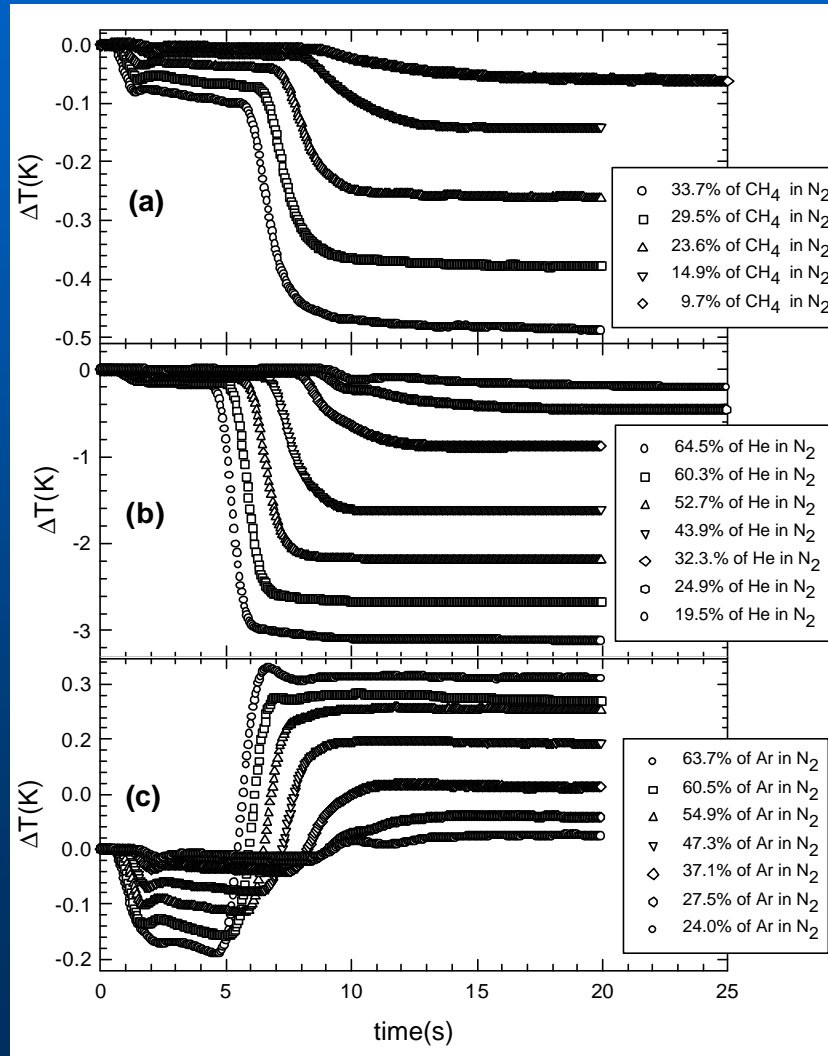 0.0
-0.1
-0.2
-0.3
-0.4
-0.5
ΔT(K)
(a)
33.7% of CH4 in N2
29.5% of CH4 in N2
23.6% of CH4 in N2
14.9% of CH4 in N2
9.7% of CH4 in N2
0
-1
-2
-3
ΔT(K)
(b)
64.5% of He in N2
60.3% of He in N2
52.7% of He in N2
43.9% of He in N2
32.3.% of He in N2
24.9% of He in N2
19.5% of He in N2
0.3
0.2
0.0
0.0
-0.1
-0.2
ΔT(K)
(c)
63.7% of Ar in N2
60.5% of Ar in N2
54.9% of Ar in N2
47.3% of Ar in N2
37.1% of Ar in N2
27.5% of Ar in N2
24.0% of Ar in N2
0 5 10 15 20 25
time(s)